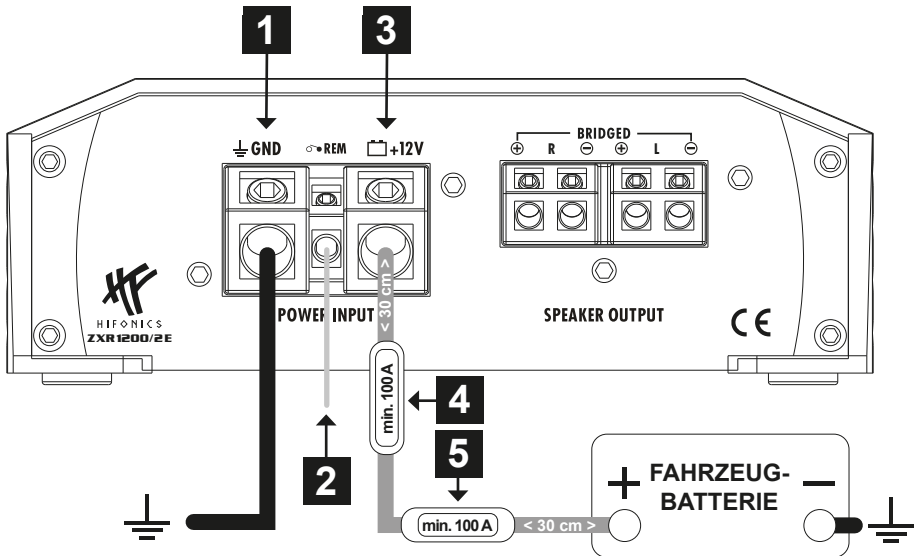 1
3
BRIDGED
GND
REM
+12V
R
L
HIFONICS
ZXR1200/2E
POWER INPUT
SPEAKER OUTPUT
CE
< 30 cm >
min. 100 A
4
5
2
min. 100 A
< 30 cm >
FAHRZEUG-
BATTERIE